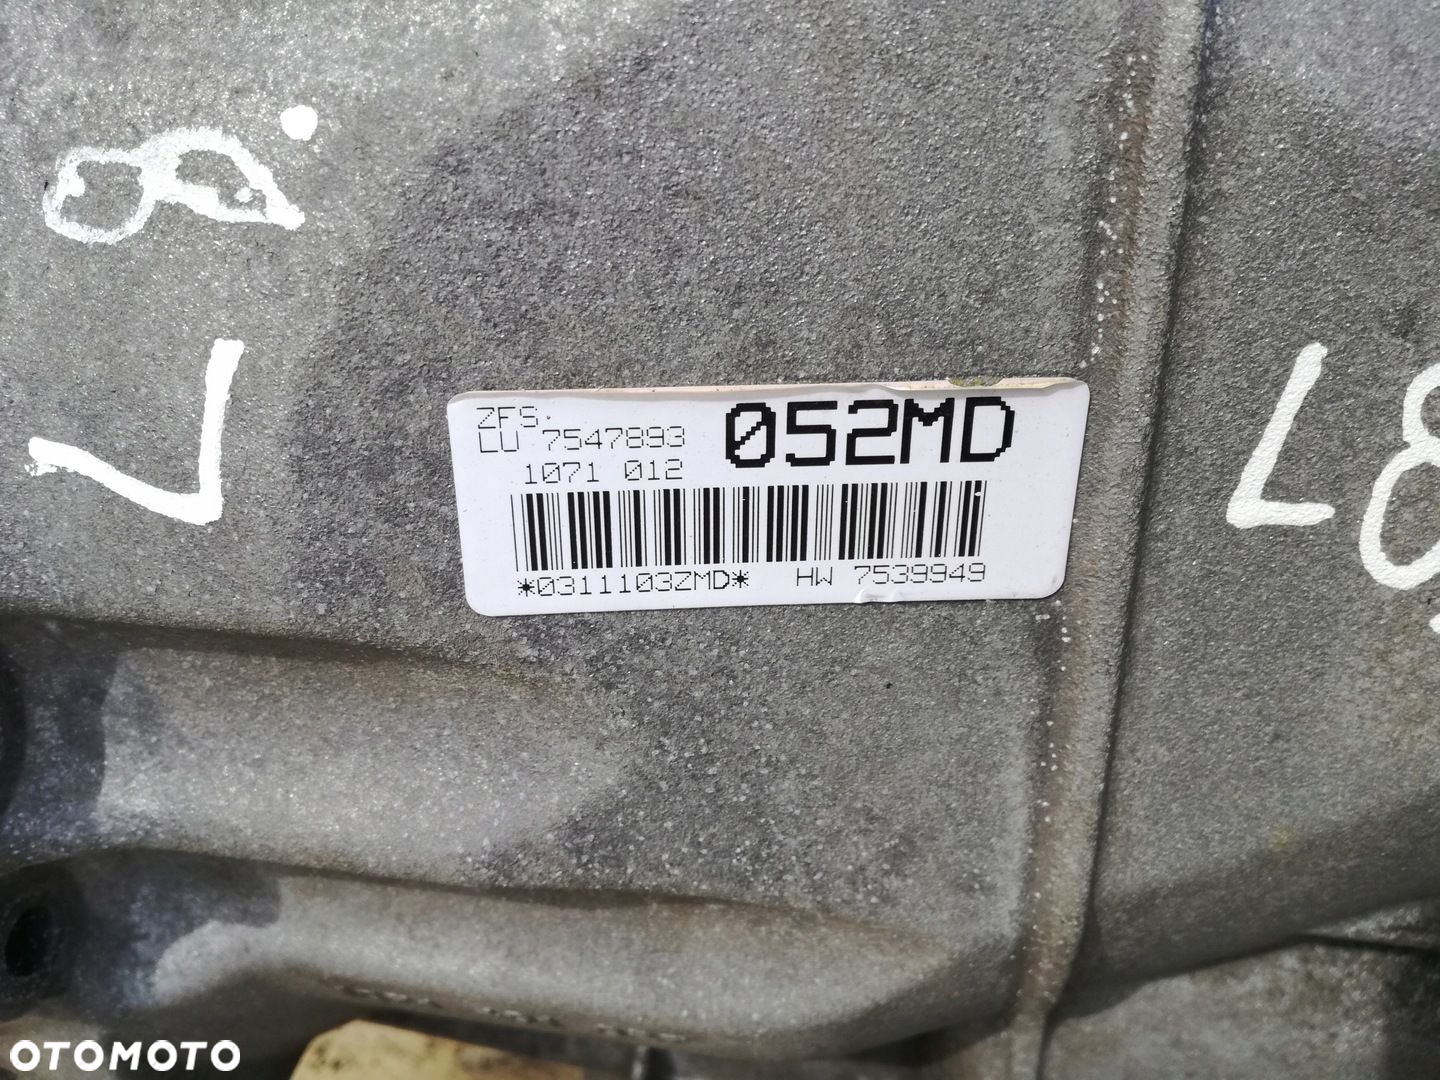 ZFS.
LU 7547893
1071 012
052MD
*0311103ZMD* HW 7539949
OTOMOTO